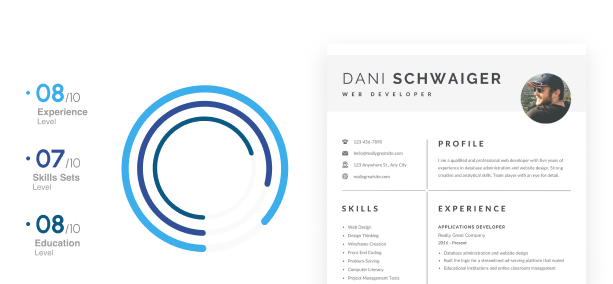 08/10
Experience
Level
07/10
Skills Sets
Level
08/10
Education
Level
DANI SCHWAIGER
WEB DEVELOPER
123-456-7890
hello@reallygreatsite.com
123 Anywhere St., Any City
reallygreatsite.com
PROFILE
I am a qualified and professional web developer with five years of
experience in database administration and website design. Strong
creative and analytical skills. Team player with an eye for detail.
SKILLS
Web Design
Design Thinking
Wireframe Creation
Front End Coding
Problem-Solving
Computer Literacy
Project Management Tools
EXPERIENCE
APPLICATIONS DEVELOPER
Really Great Company
2016 - Present
Database administration and website design
Built the logic for a streamlined ad-serving platform that scaled
Educational institutions and online classroom management